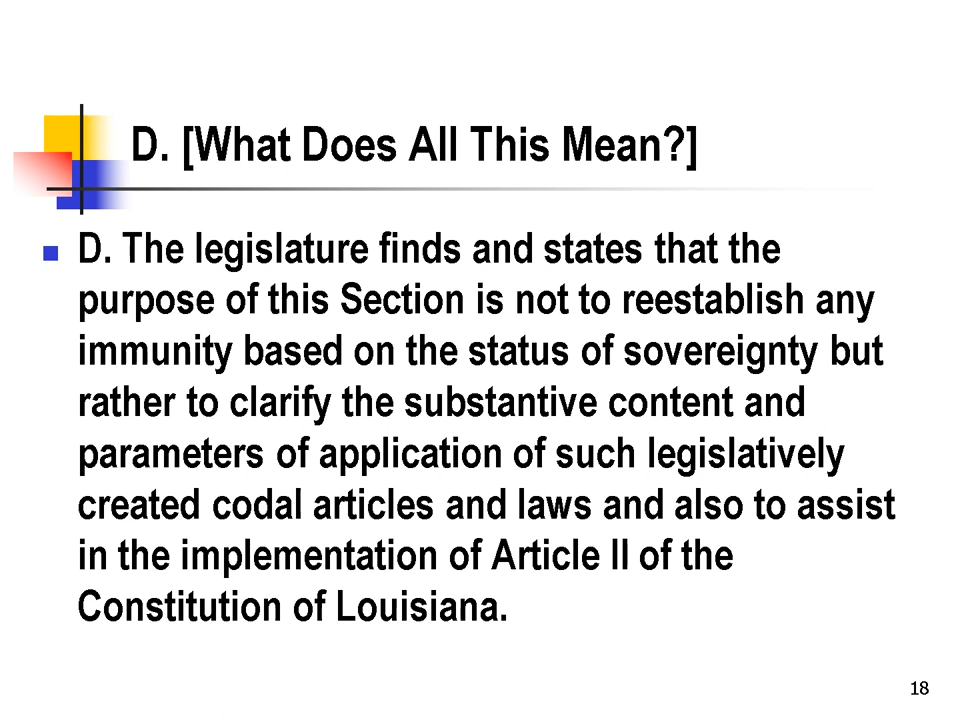 D. [What Does All This Mean?]
D. The legislature finds and states that the
purpose of this Section is not to reestablish any
immunity based on the status of sovereignty but
rather to clarify the substantive content and
parameters of application of such legislatively
created codal articles and laws and also to assist
in the implementation of Article II of the
Constitution of Louisiana.
18